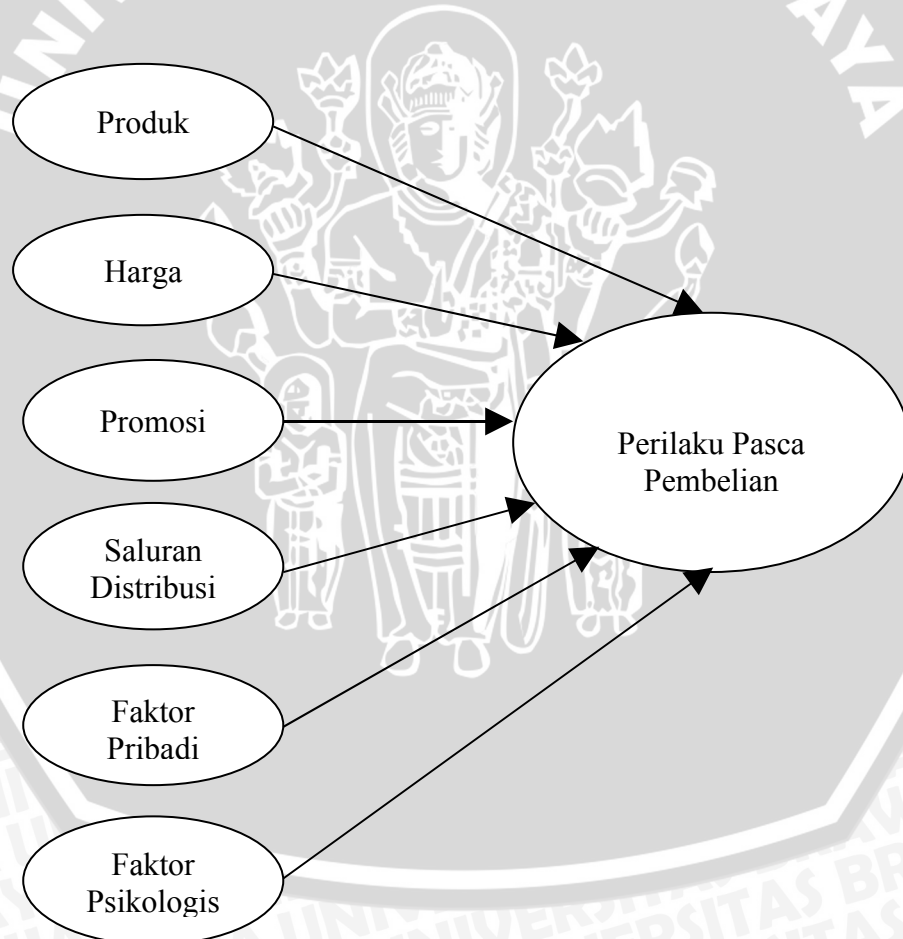 Produk
Harga
Promosi
Saluran
Distribusi
Faktor
Pribadi
Faktor
Psikologis
Perilaku Pasca
Pembelian